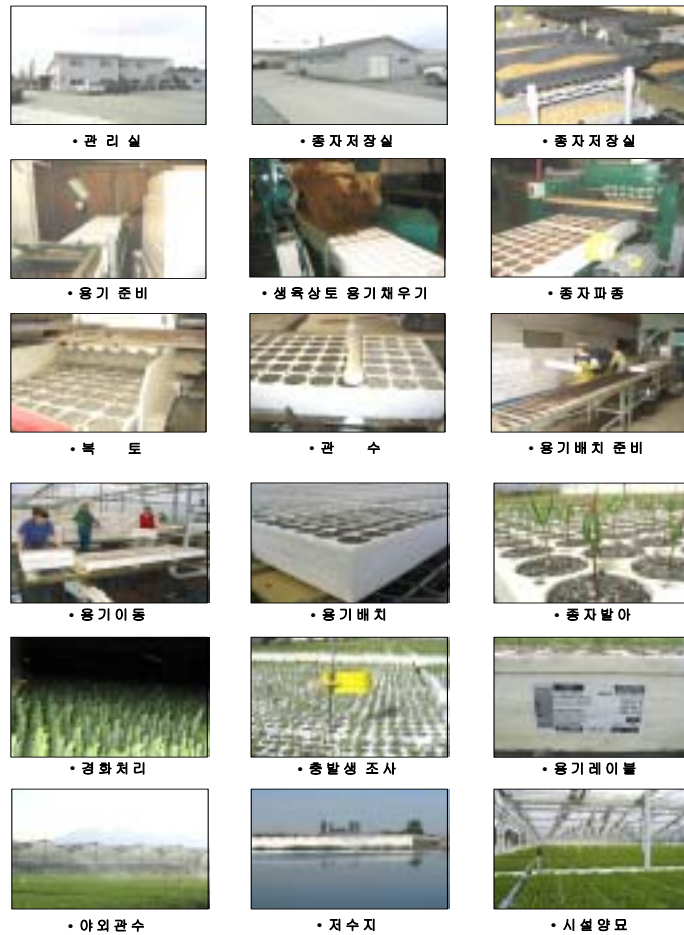 • 관 리 실
• 종자저장실
• 종자저장실
• 용기 준비
• 생육상토 용기채우기
• 종자파종
• 복 토
• 관 수
• 용기배치 준비
• 용기이동
• 용기배치
• 종자발아
• 경화처리
• 충발생 조사
• 용기레이블
• 야외관수
• 저수지
• 시설양묘